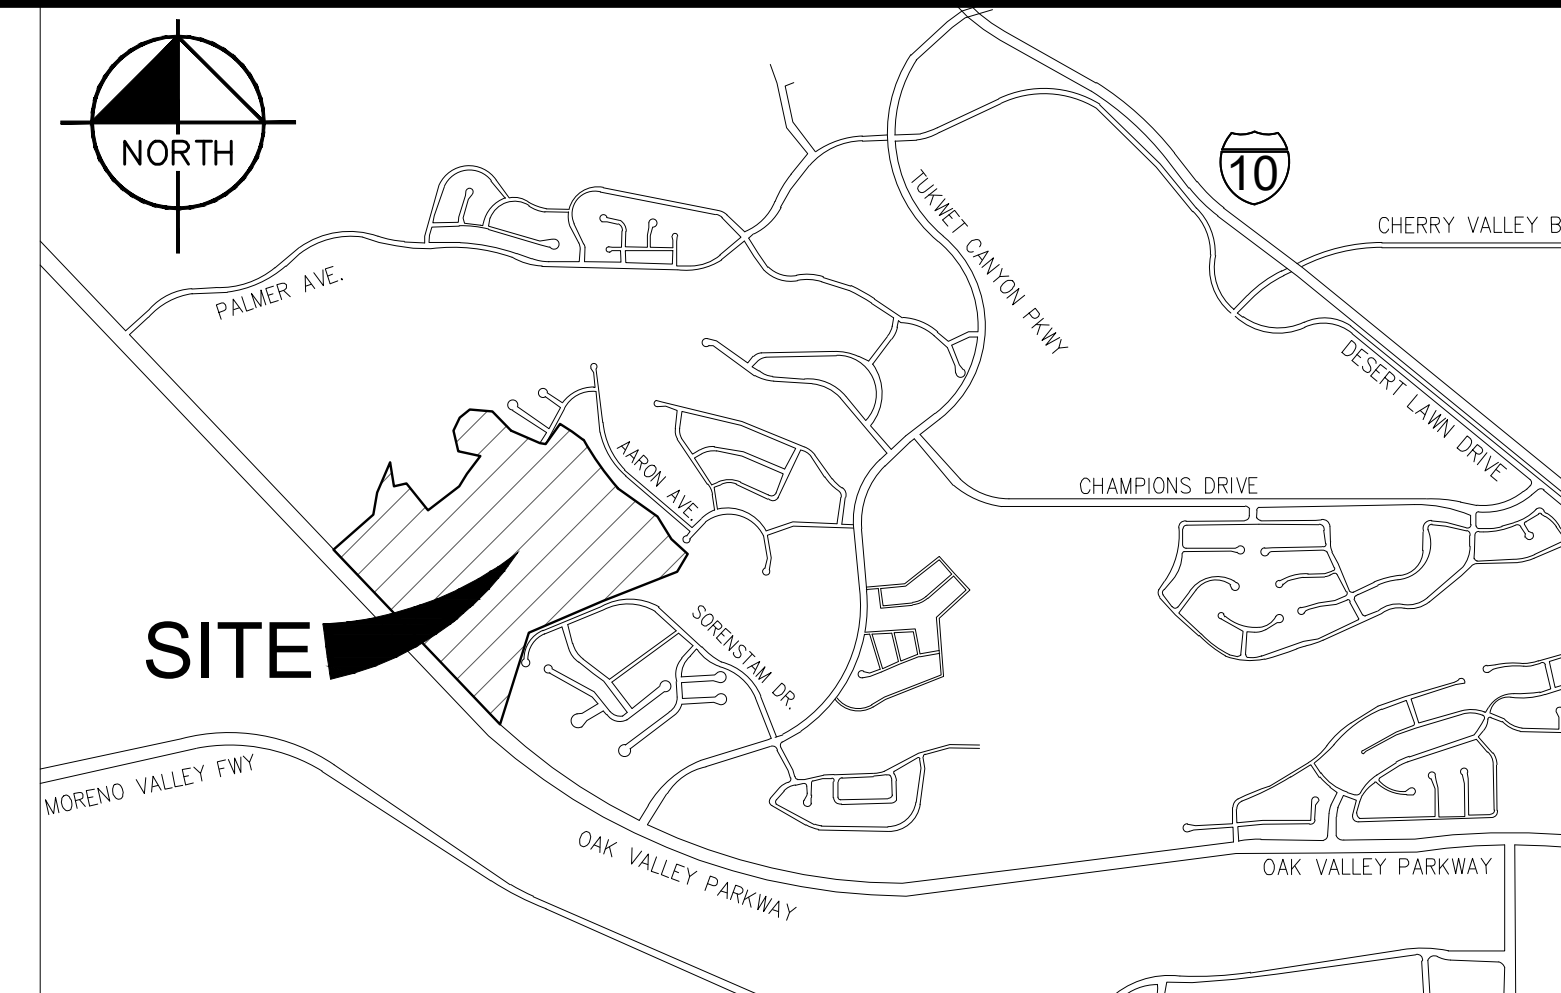 NORTH
10
TUKWET CANYON PKWY
CHERRY VALLEY B
PALMER AVE.
DESERT LAWN DRIVE
AARON AVE.
CHAMPIONS DRIVE
SITE
SORENSTAM DR.
MORENO VALLEY FWY
OAK VALLEY PARKWAY
OAK VALLEY PARKWAY